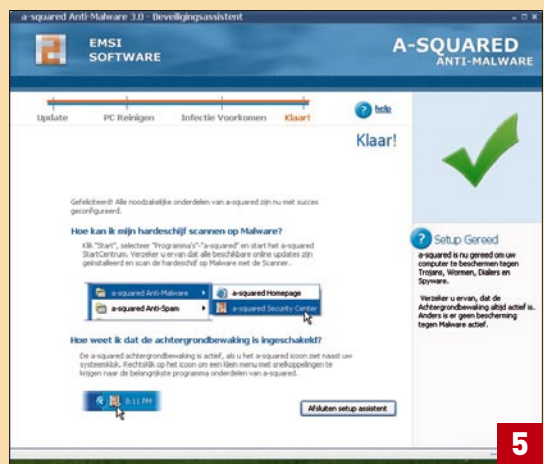 a-squared Anti-Malware 3.0 - Beveiligingsassistent
EMSI
SOFTWARE
A-SQUARED
ANTI-MALWARE
Update
PC Reinigen
Infectie Voorkomen
Klaar!
help
Klaar!
Gefeliciteerd! Alle noodzakelijke onderdelen van a-squared zijn nu met succes
geconfigureerd.
Hoe kan ik mijn hardeschijf scannen op Malware?
Klik "Start", selecteer "Programma's"-"a-squared" en start het a-squared
StartCentrum. Verzeker u ervan dat alle beschikbare online updates zijn
geïnstalleerd en scan de hardeschijf op Malware met de Scanner.
a-squared Anti-Malware
a-squared Homepage
a-squared Anti-Spam
a-squared Security Center
Hoe weet ik dat de achtergrondbewaking is ingeschakeld?
De a-squared achtergrondbewaking is actief, als u het a-squared icoon ziet naast uw
systeemklok. Rechtsklik op het icoon om een klein menu met snelkoppelingen te
krijgen naar de belangrijkste programma onderdelen van a-squared.
8:11 PM
Afsluiten setup assistent
Setup Gereed
a-squared is nu gereed om uw
computer te beschermen tegen
Trojans, Wormen, Dialers en
Spyware.
Verzeker u ervan, dat de
Achtergrondbewaking altijd actief is.
Anders is er geen bescherming
tegen Malware actief.
5